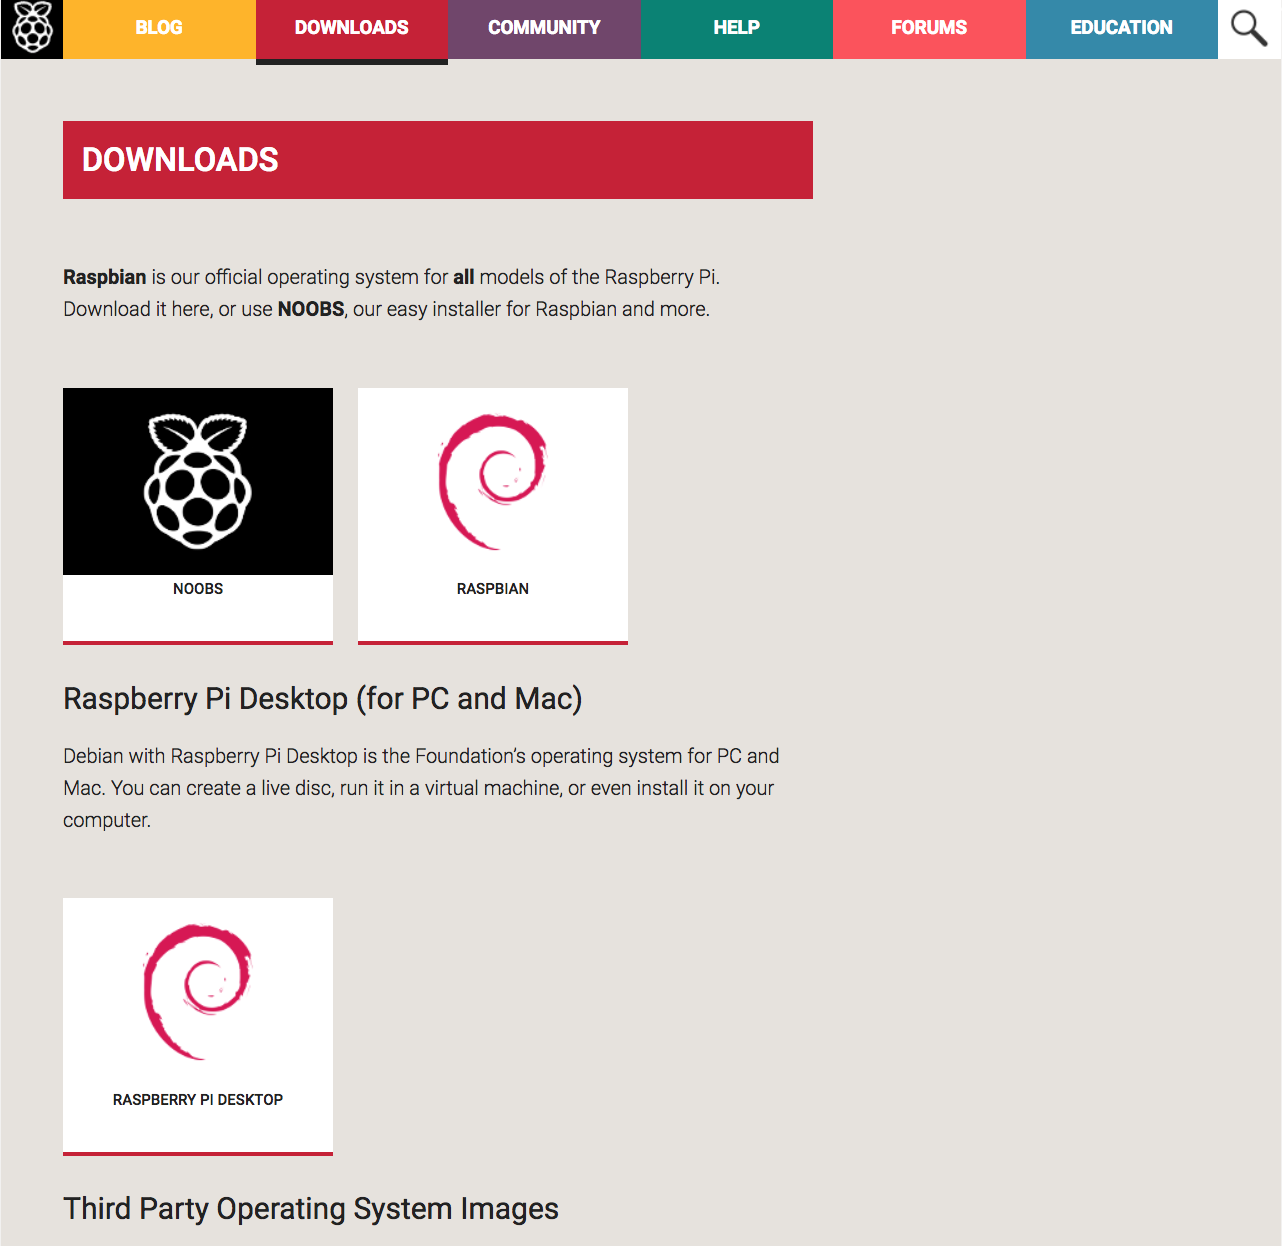 BLOG DOWNLOADS COMMUNITY HELP FORUMS EDUCATION
DOWNLOADS
Raspbian is our official operating system for all models of the Raspberry Pi.
Download it here, or use NOOBS, our easy installer for Raspbian and more.
NOOBS RASPBIAN
Raspberry Pi Desktop (for PC and Mac)
Debian with Raspberry Pi Desktop is the Foundation’s operating system for PC and
Mac. You can create a live disc, run it in a virtual machine, or even install it on your
computer.
RASPBERRY PI DESKTOP
Third Party Operating System Images